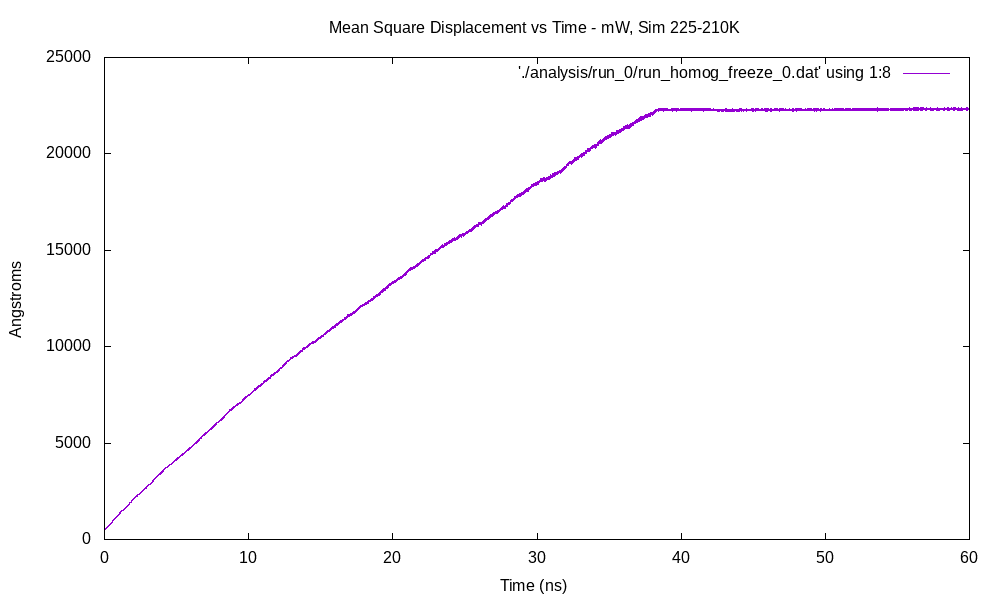 Mean Square Displacement vs Time - mW, Sim 225-210K
'./analysis/run_0/run_homog_freeze_0.dat' using 1:8
25000
20000
15000
10000
5000
0
Angstroms
0 10 20 30 40 50 60
Time (ns)